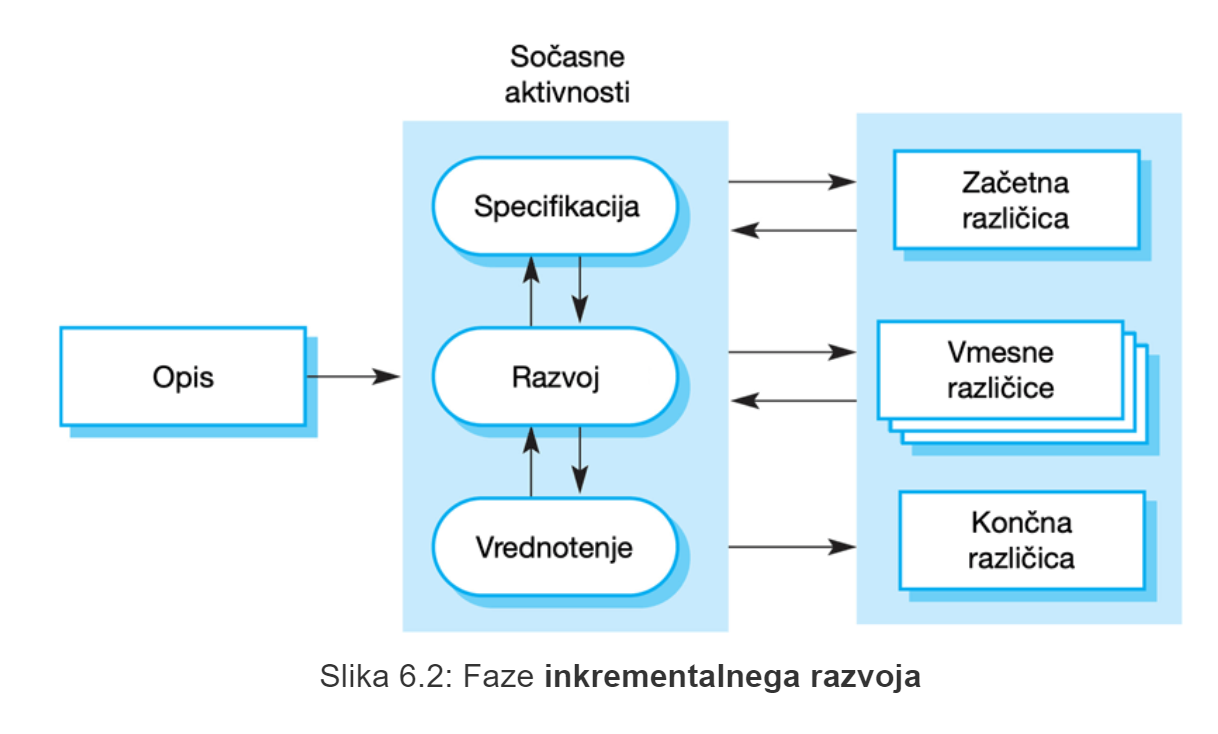 Sočasne
aktivnosti
Specifikacija
Začetna
različica
Opis
Razvoj
Vmesne
različice
Vrednotenje
Končna
različica
Slika 6.2: Faze inkrementalnega razvoja